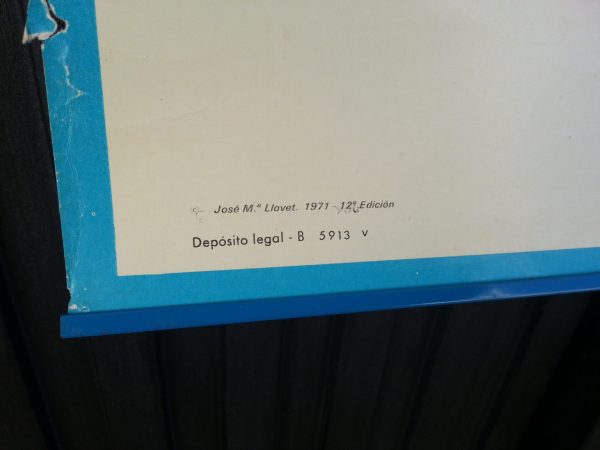 José M.ª Llovet. 1971 - 12ª Edición
Depósito legal - B 5913 v